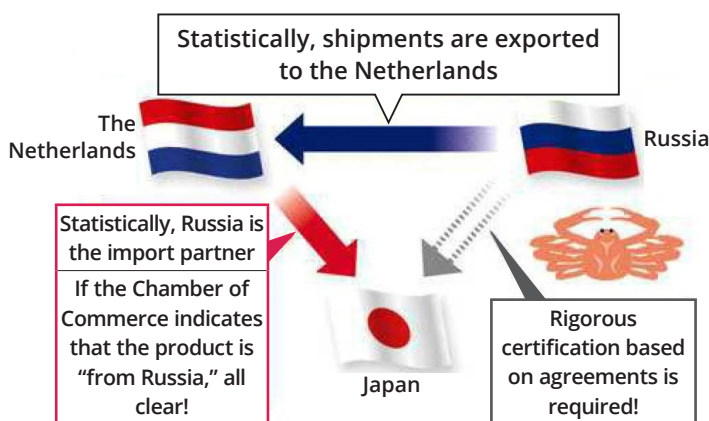 Statistically, shipments are exported
to the Netherlands
The
Netherlands
Russia
Statistically, Russia is
the import partner
If the Chamber of
Commerce indicates
that the product is
“from Russia,” all
clear!
Japan
Rigorous
certification based
on agreements is
required!